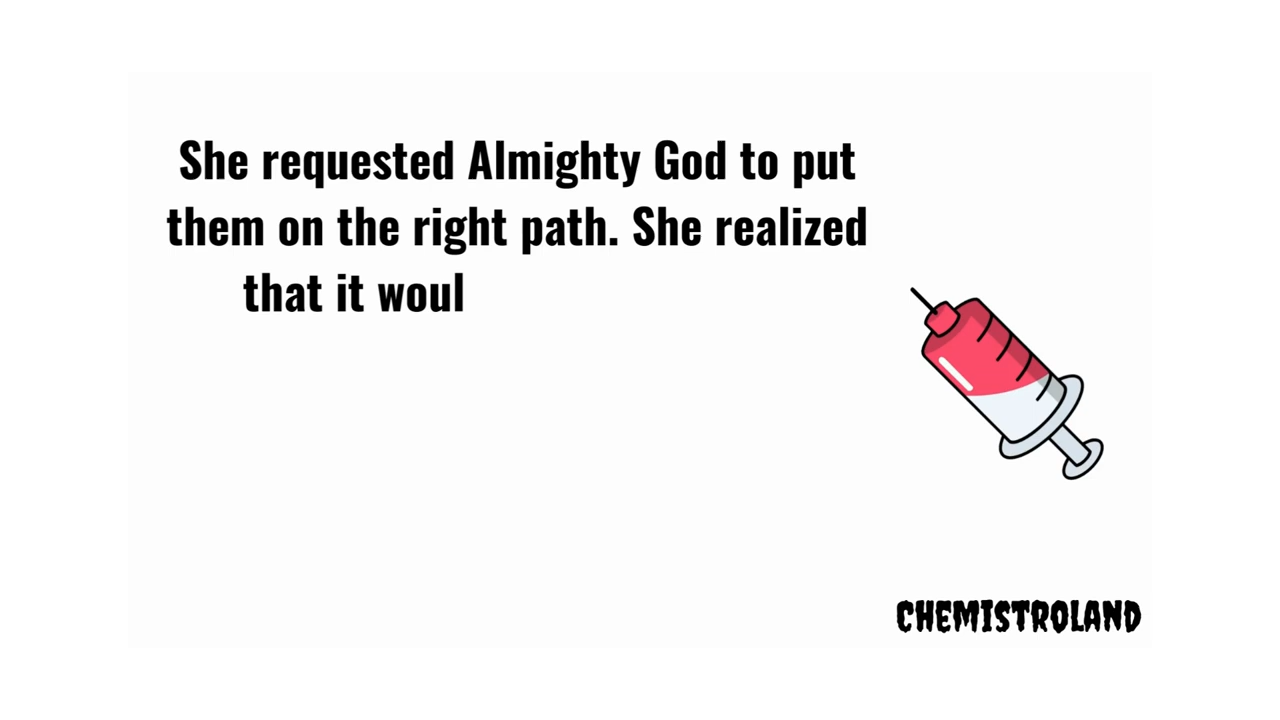 She requested Almighty God to put
them on the right path. She realized
that it woul
CHEMISTROLAND